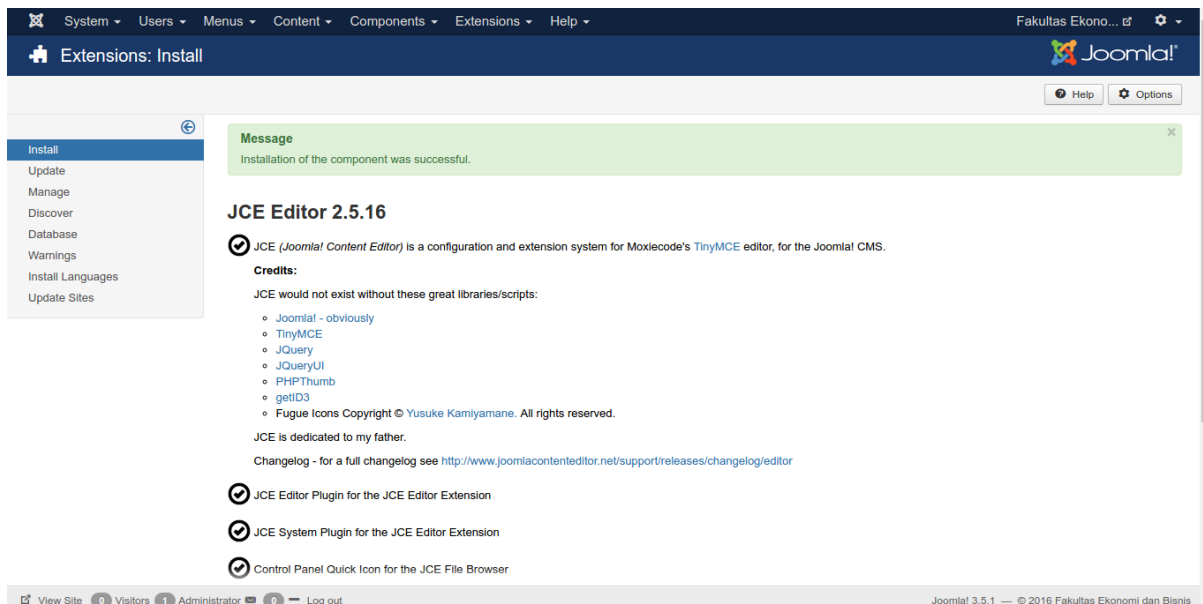 System Users Menus Content Components Extensions Help Fakultas Ekono...
Extensions: Install Joomla!®
Help Options
Install
Update
Manage
Discover
Database
Warnings
Install Languages
Update Sites
Message ×
Installation of the component was successful.
JCE Editor 2.5.16
JCE (Joomla! Content Editor) is a configuration and extension system for Moxiecode's TinyMCE editor, for the Joomla! CMS.
Credits:
JCE would not exist without these great libraries/scripts:
Joomla! - obviously
TinyMCE
JQuery
JQueryUI
PHPThumb
getID3
Fugue Icons Copyright © Yusuke Kamiyamane. All rights reserved.
JCE is dedicated to my father.
Changelog - for a full changelog see http://www.joomlacontenteditor.net/support/releases/changelog/editor
JCE Editor Plugin for the JCE Editor Extension
JCE System Plugin for the JCE Editor Extension
Control Panel Quick Icon for the JCE File Browser
View Site 0 Visitors 1 Administrator 0 Log out Joomla! 3.5.1 — © 2016 Fakultas Ekonomi dan Bisnis